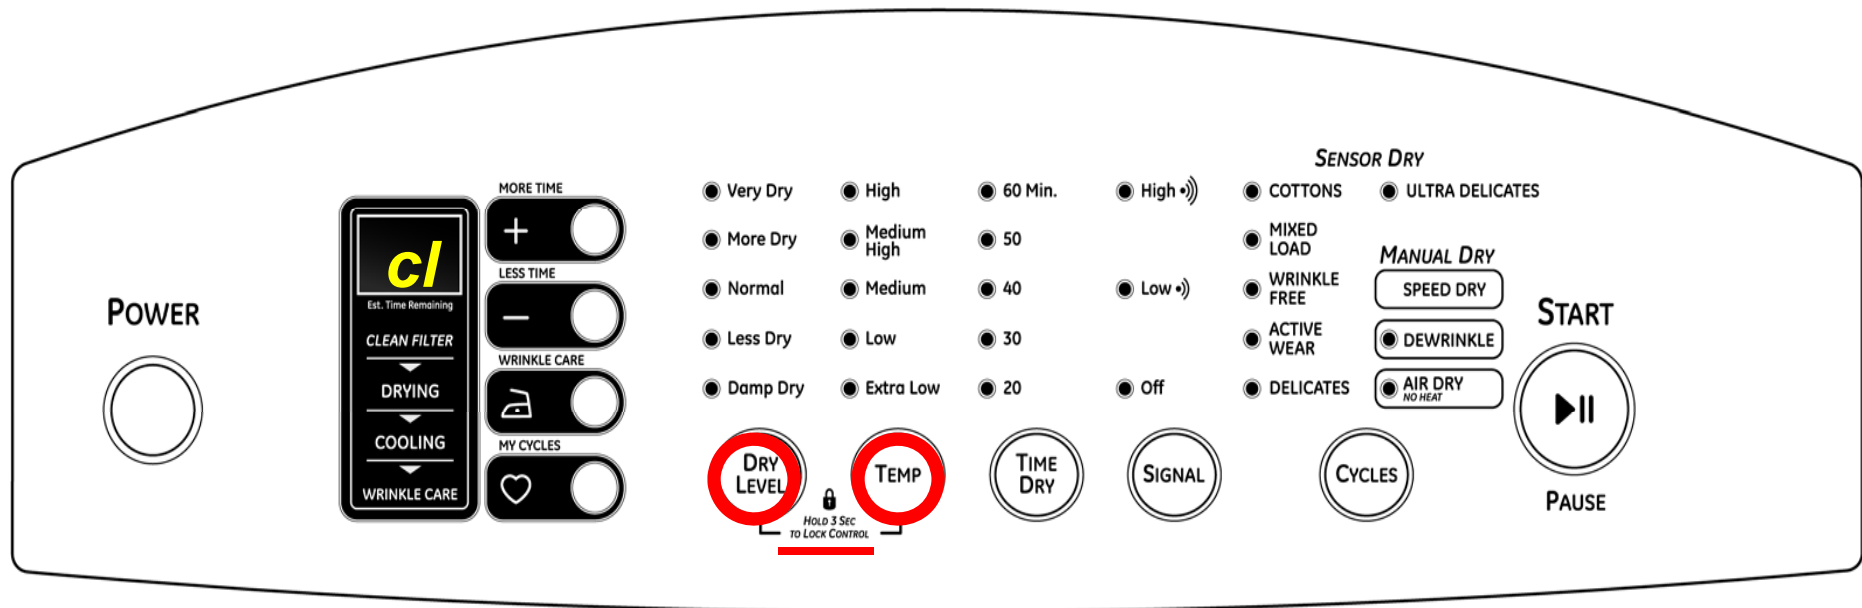 POWER
cl
Est. Time Remaining
CLEAN FILTER
DRYING
COOLING
WRINKLE CARE
MORE TIME
+
LESS TIME
−
WRINKLE CARE
MY CYCLES
Very Dry
More Dry
Normal
Less Dry
Damp Dry
DRY
LEVEL
High
Medium
High
Medium
Low
Extra Low
TEMP
HOLD 3 SEC
TO LOCK CONTROL
60 Min.
50
40
30
20
TIME
DRY
High
Low
Off
SIGNAL
SENSOR DRY
COTTONS
MIXED
LOAD
WRINKLE
FREE
ACTIVE
WEAR
DELICATES
ULTRA DELICATES
MANUAL DRY
SPEED DRY
DEWRINKLE
AIR DRY
NO HEAT
CYCLES
START
PAUSE